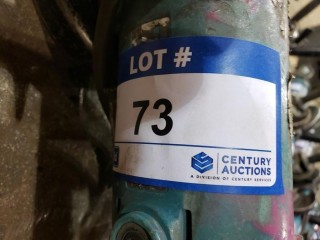 LOT #
73
CENTURY
AUCTIONS
A DIVISION OF CENTURY SERVICES